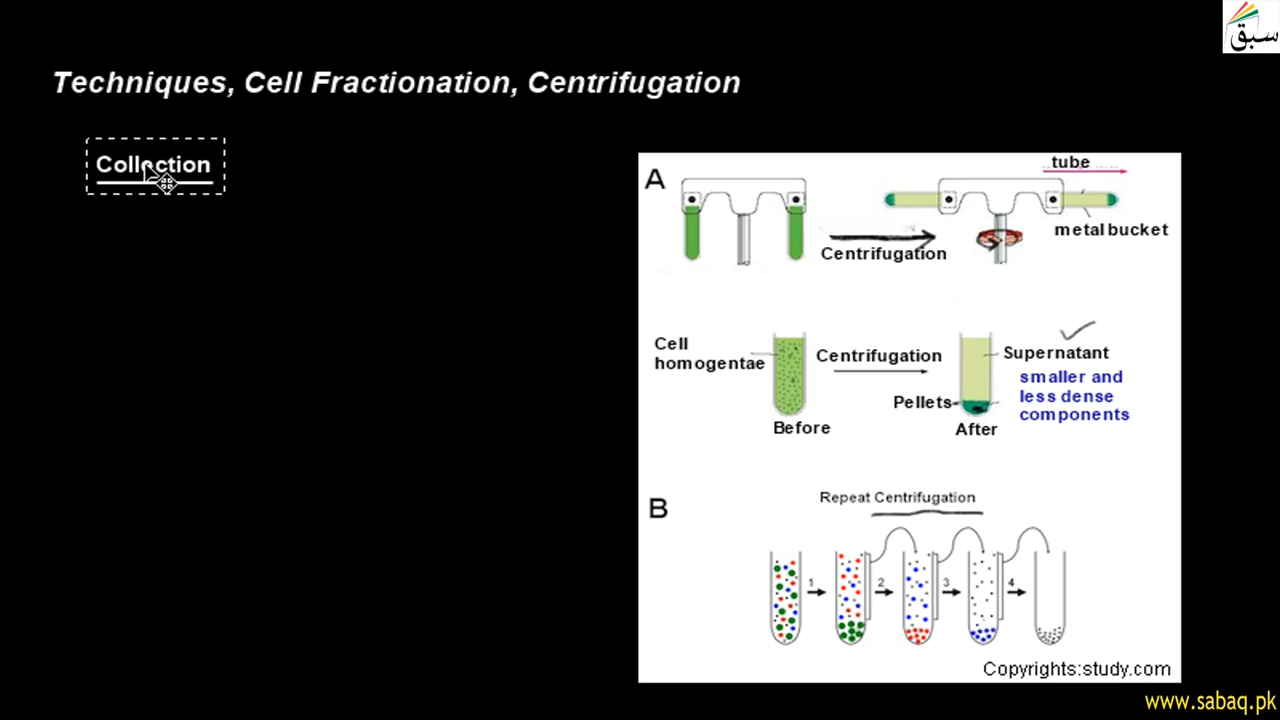 سبق
Techniques, Cell Fractionation, Centrifugation
Collection
A
tube
metal bucket
Centrifugation
Cell
homogentae
Centrifugation
Supernatant
smaller and
less dense
components
Pellets
Before
After
B
Repeat Centrifugation
1
2
3
4
Copyrights:study.com
www.sabaq.pk